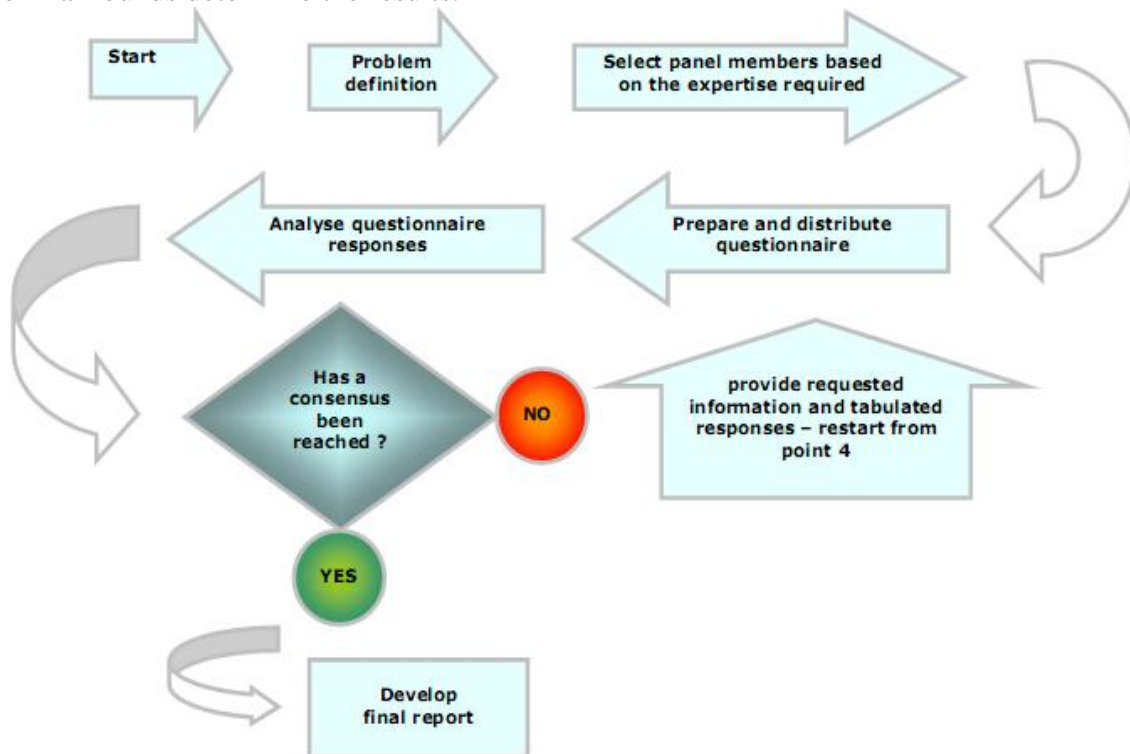 Start
Problem
definition
Select panel members based
on the expertise required
Analyse questionnaire
responses
Prepare and distribute
questionnaire
Has a
consensus
been
reached ?
NO
provide requested
information and tabulated
responses – restart from
point 4
YES
Develop
final report